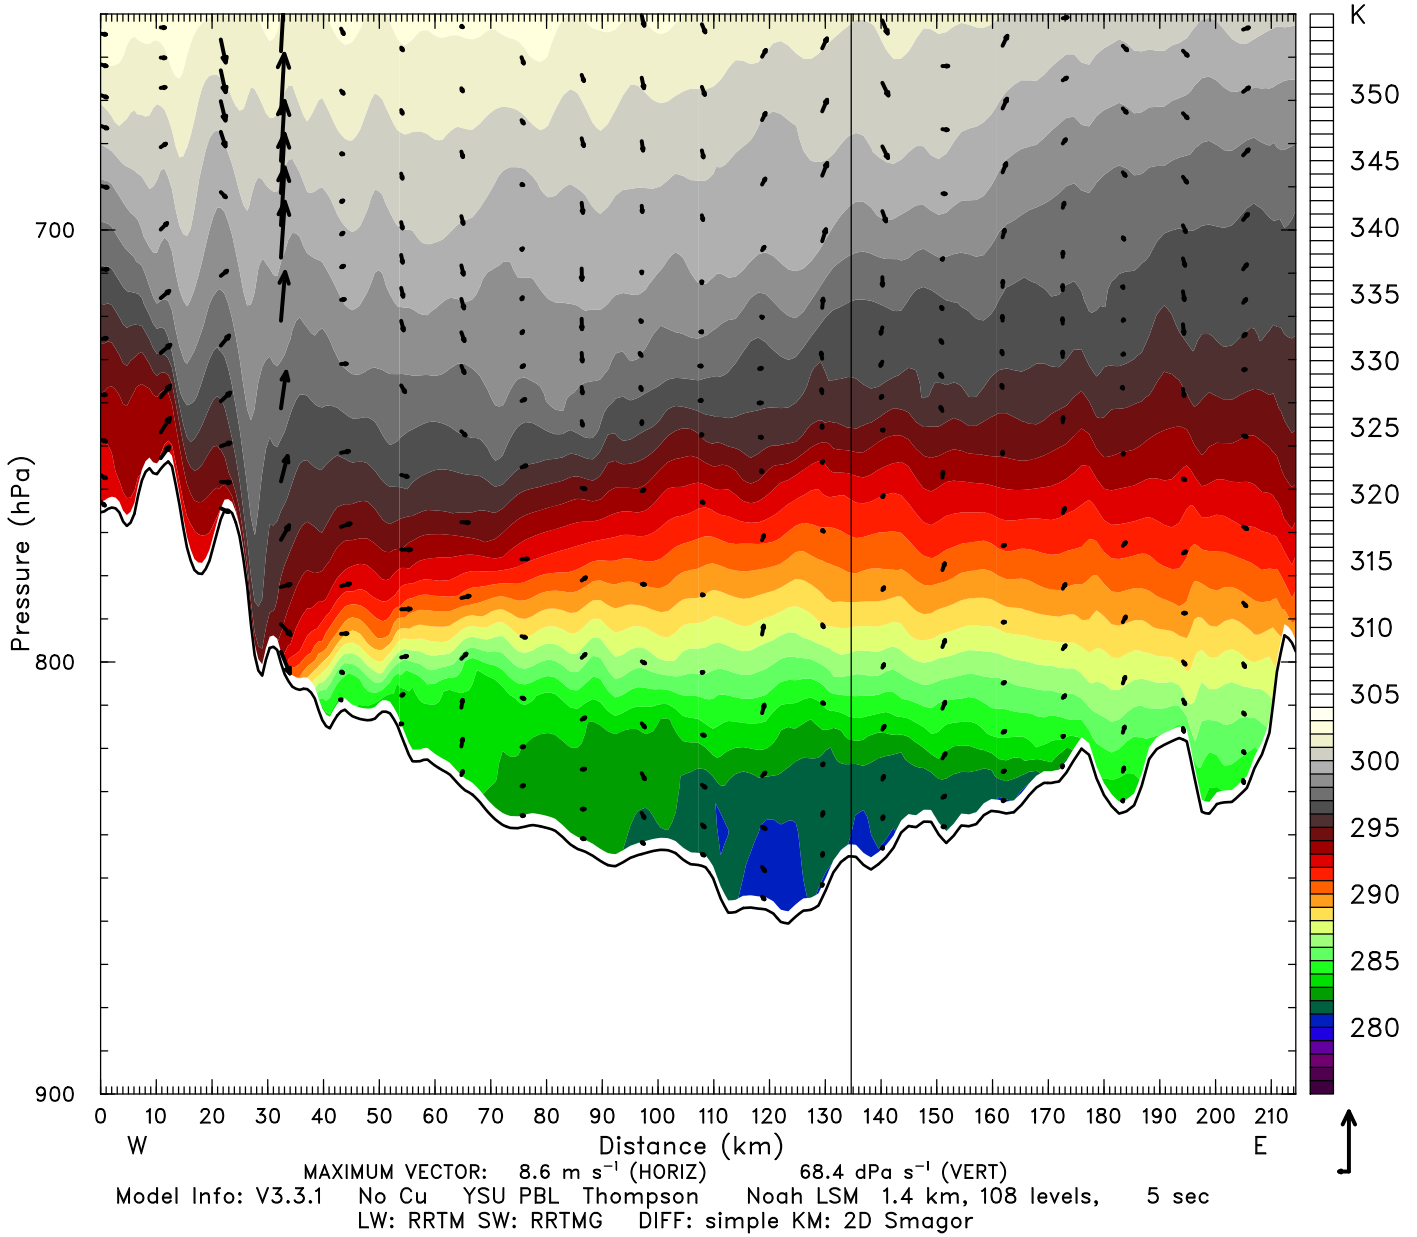 K
350
345
340
335
330
325
320
315
310
305
300
295
290
285
280
700
800
900
Pressure (hPa)
0 10 20 30 40 50 60 70 80 90 100 110 120 130 140 150 160 170 180 190 200 210
W Distance (km) E
MAXIMUM VECTOR: 8.6 m s⁻¹ (HORIZ) 68.4 dPa s⁻¹ (VERT)
Model Info: V3.3.1 No Cu YSU PBL Thompson Noah LSM 1.4 km, 108 levels, 5 sec
LW: RRTM SW: RRTMG DIFF: simple KM: 2D Smagor